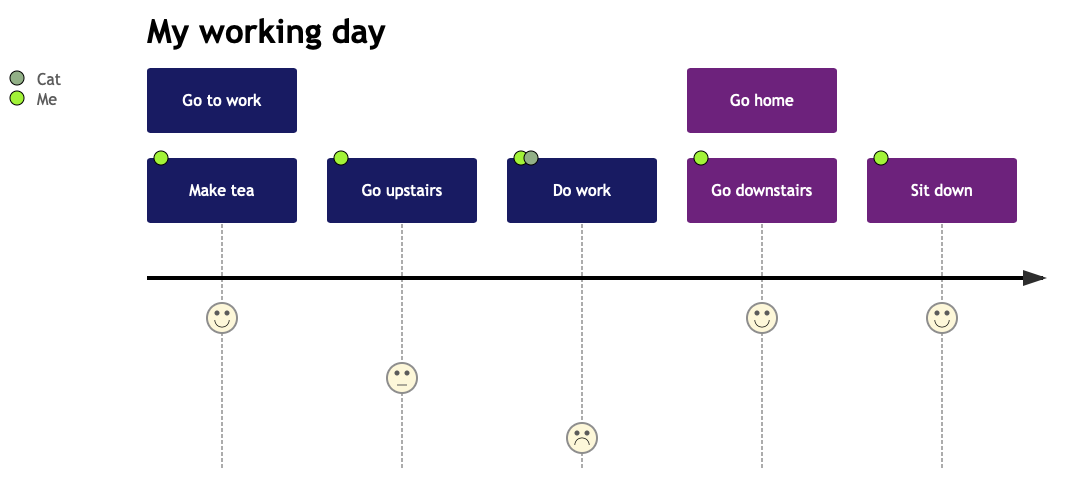 My working day
Cat
Me
Go to work
Go home
Make tea
Go upstairs
Do work
Go downstairs
Sit down